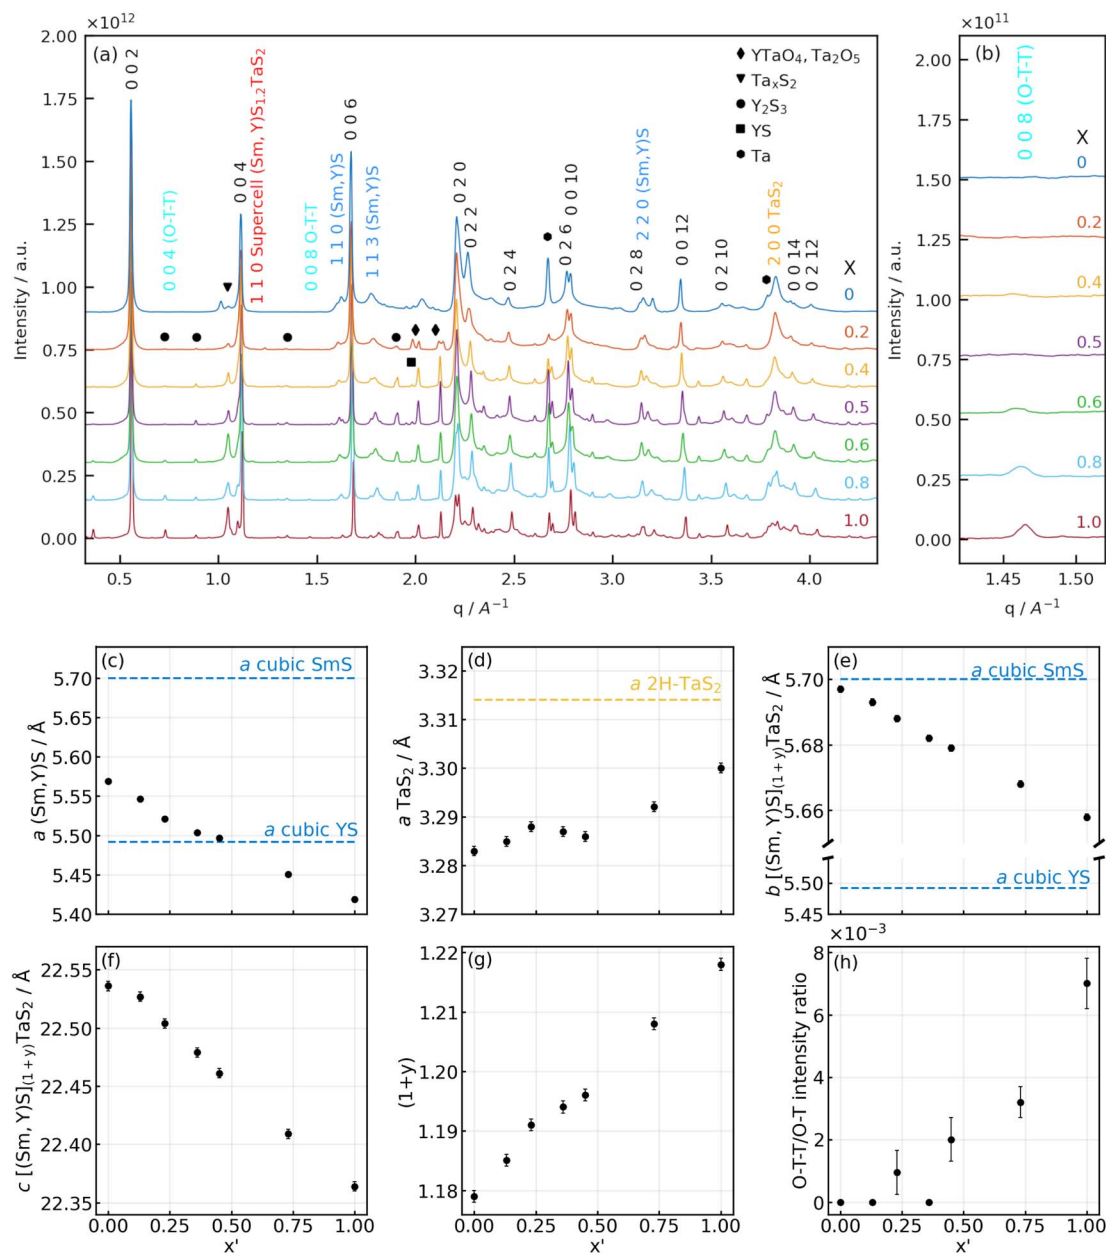 ×10¹²
(a)
Intensity / a.u.
2.00
1.75
1.50
1.25
1.00
0.75
0.50
0.25
0.00
0 0 2
0 0 4 (O-T-T)
0 0 4
1 1 0 Supercell (Sm, Y)S₁.₂TaS₂
0 0 8 O-T-T
1 1 0 (Sm,Y)S
0 0 6
1 1 3 (Sm,Y)S
0 2 0
0 2 2
0 2 4
0 2 6
0 0 10
0 2 8
2 2 0 (Sm,Y)S
0 0 12
0 2 10
2 0 0 TaS₂
0 0 14
0 2 12
♦ YTaO₄, Ta₂O₅
▼ TaₓS₂
● Y₂S₃
■ YS
⬢ Ta
X
0
0.2
0.4
0.5
0.6
0.8
1.0
0.5 1.0 1.5 2.0 2.5 3.0 3.5 4.0
q / A⁻¹
×10¹¹
(b)
Intensity / a.u.
2.00
1.75
1.50
1.25
1.00
0.75
0.50
0.25
0.00
0 0 8 (O-T-T)
X
0
0.2
0.4
0.5
0.6
0.8
1.0
1.45 1.50
q / A⁻¹
(c)
a cubic SmS
a cubic YS
a (Sm,Y)S / Å
5.70
5.65
5.60
5.55
5.50
5.45
5.40
(d)
a 2H-TaS₂
a TaS₂ / Å
3.32
3.31
3.30
3.29
3.28
3.27
(e)
a cubic SmS
a cubic YS
b [(Sm, Y)S]₍₁₊y₎TaS₂ / Å
5.70
5.68
5.66
5.50
5.45
(f)
c [(Sm, Y)S]₍₁₊y₎TaS₂ / Å
22.55
22.50
22.45
22.40
22.35
0.00 0.25 0.50 0.75 1.00
x'
(g)
(1+y)
1.22
1.21
1.20
1.19
1.18
0.00 0.25 0.50 0.75 1.00
x'
×10⁻³
(h)
O-T-T/O-T intensity ratio
8
6
4
2
0
0.00 0.25 0.50 0.75 1.00
x'